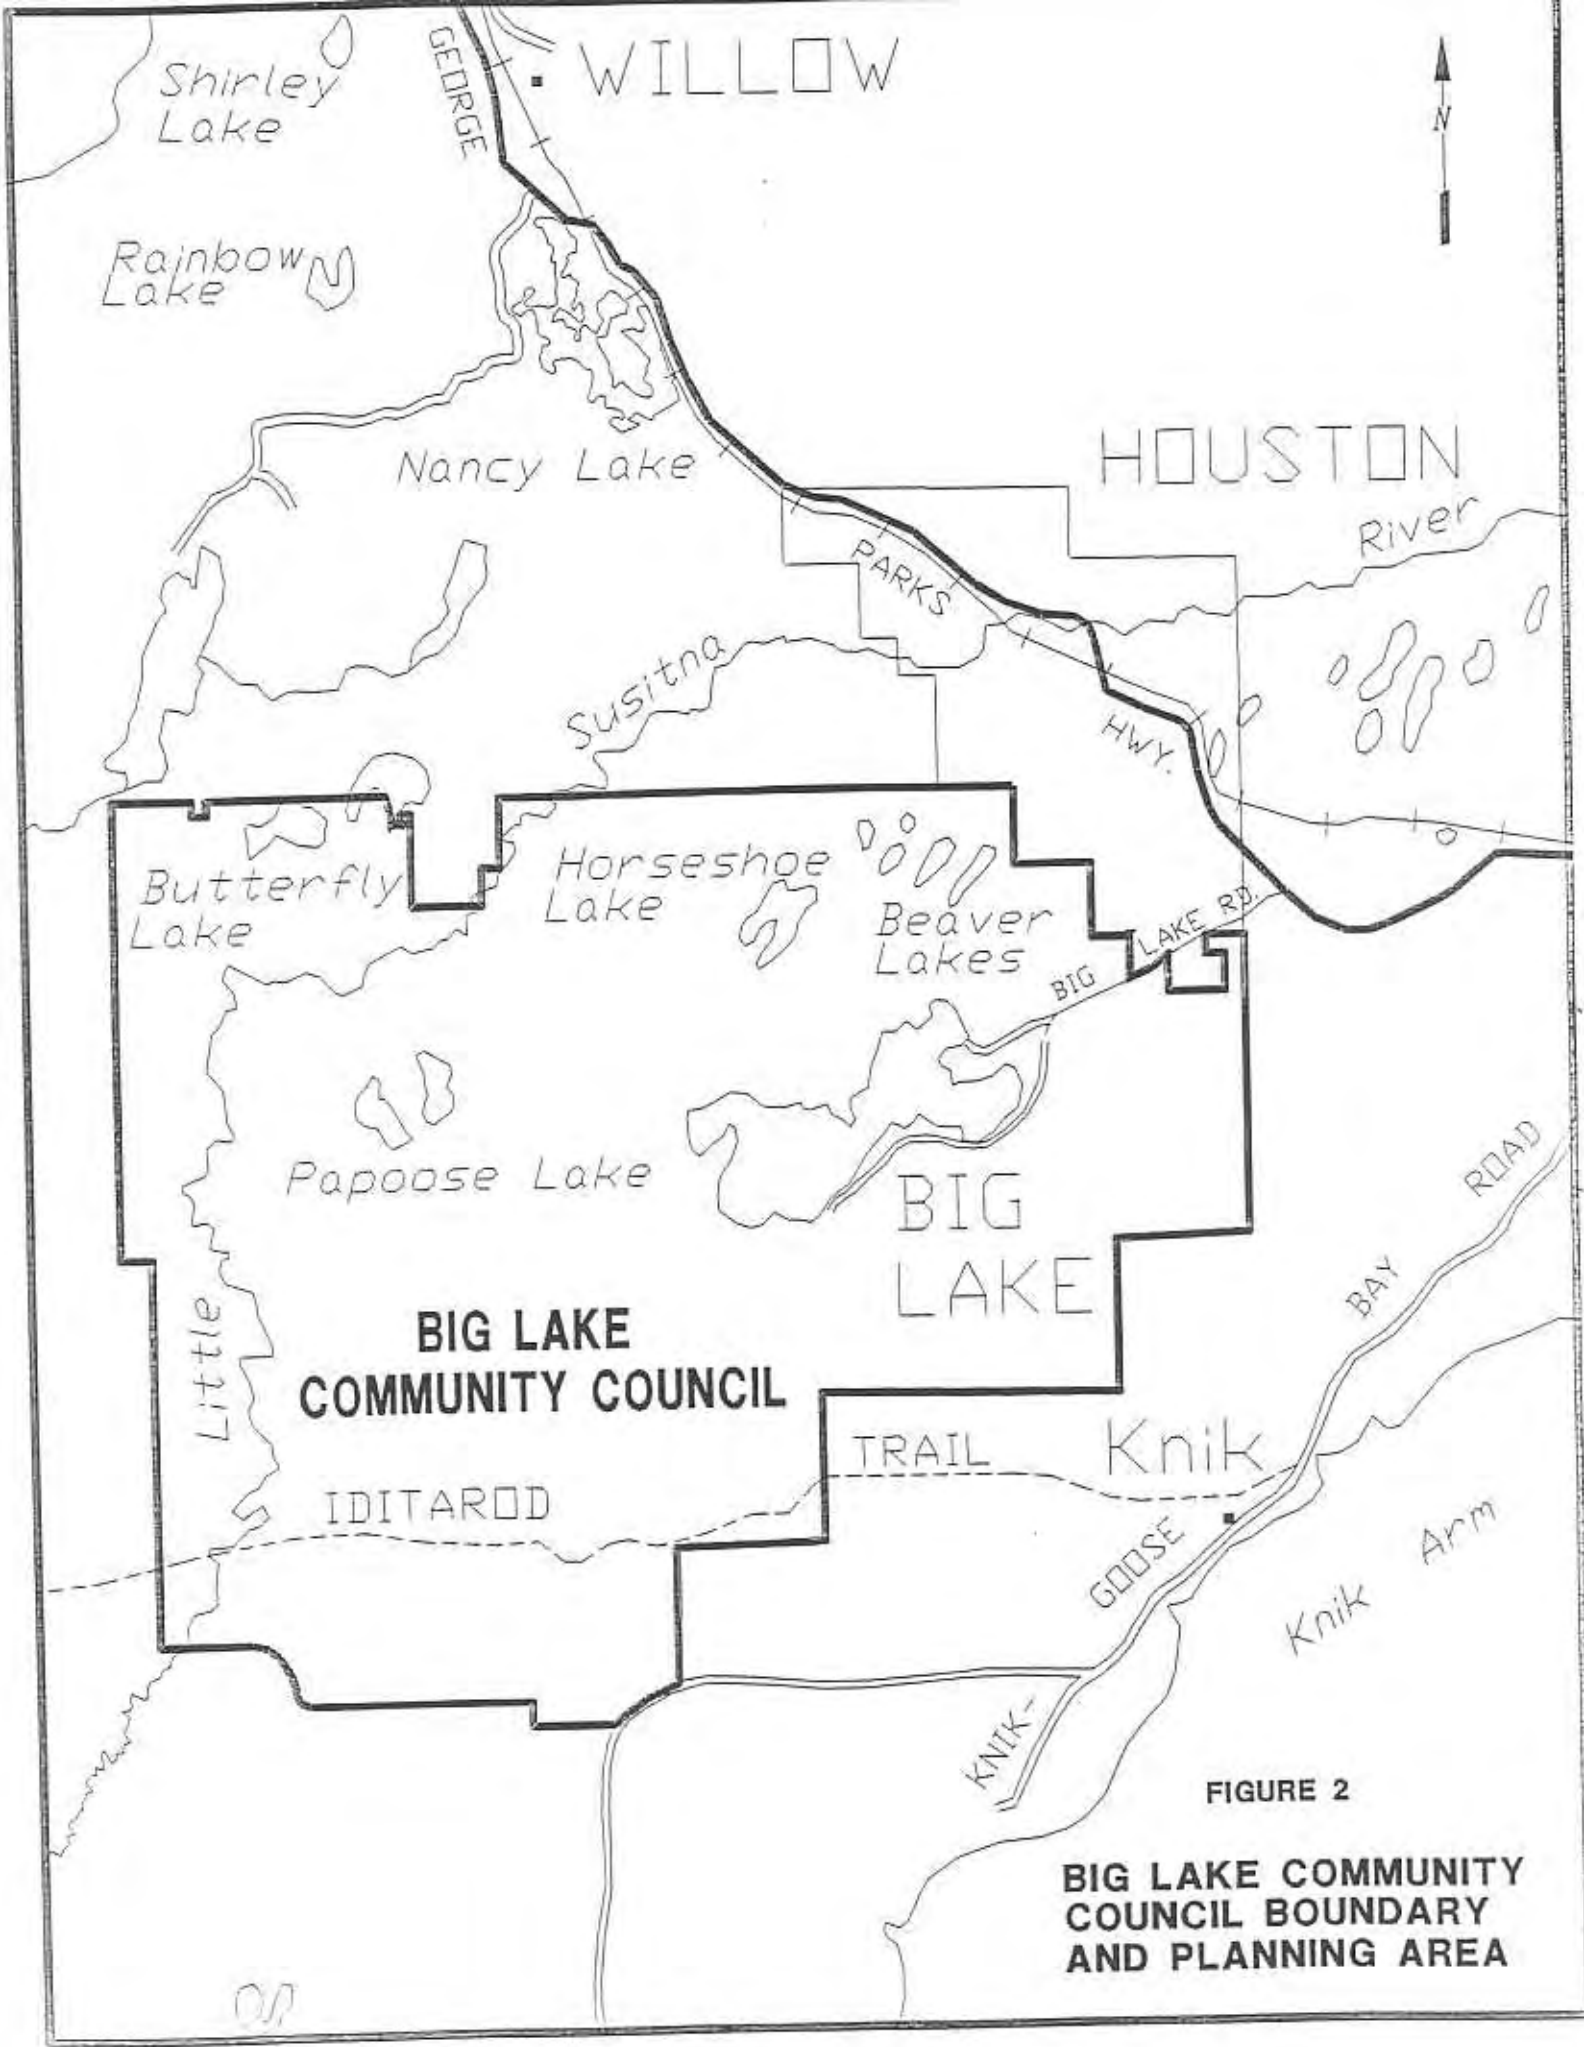 WILLOW
GEORGE
Shirley
Lake
N
Rainbow
Lake
Nancy Lake
HOUSTON
River
PARKS
Susitna
HWY.
Butterfly
Lake
Horseshoe
Lake
Beaver
Lakes
BIG LAKE RD.
Papoose Lake
BIG
LAKE
ROAD
BAY
Little
BIG LAKE
COMMUNITY COUNCIL
TRAIL
Knik
IDITAROD
GOOSE
Arm
Knik
KNIK-
FIGURE 2
BIG LAKE COMMUNITY
COUNCIL BOUNDARY
AND PLANNING AREA